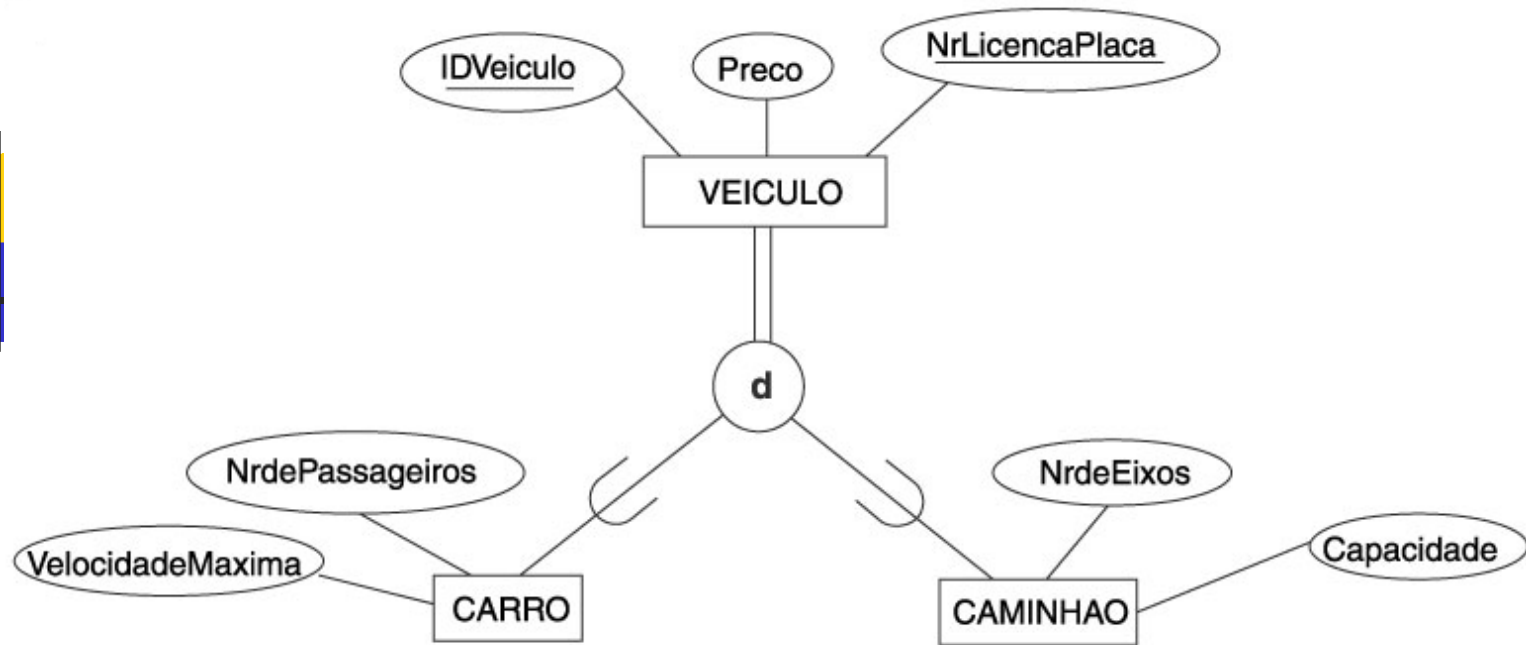 IDVeiculo
Preco
NrLicencaPlaca
VEICULO
d
NrdePassageiros
NrdeEixos
VelocidadeMaxima
Capacidade
CARRO
CAMINHAO